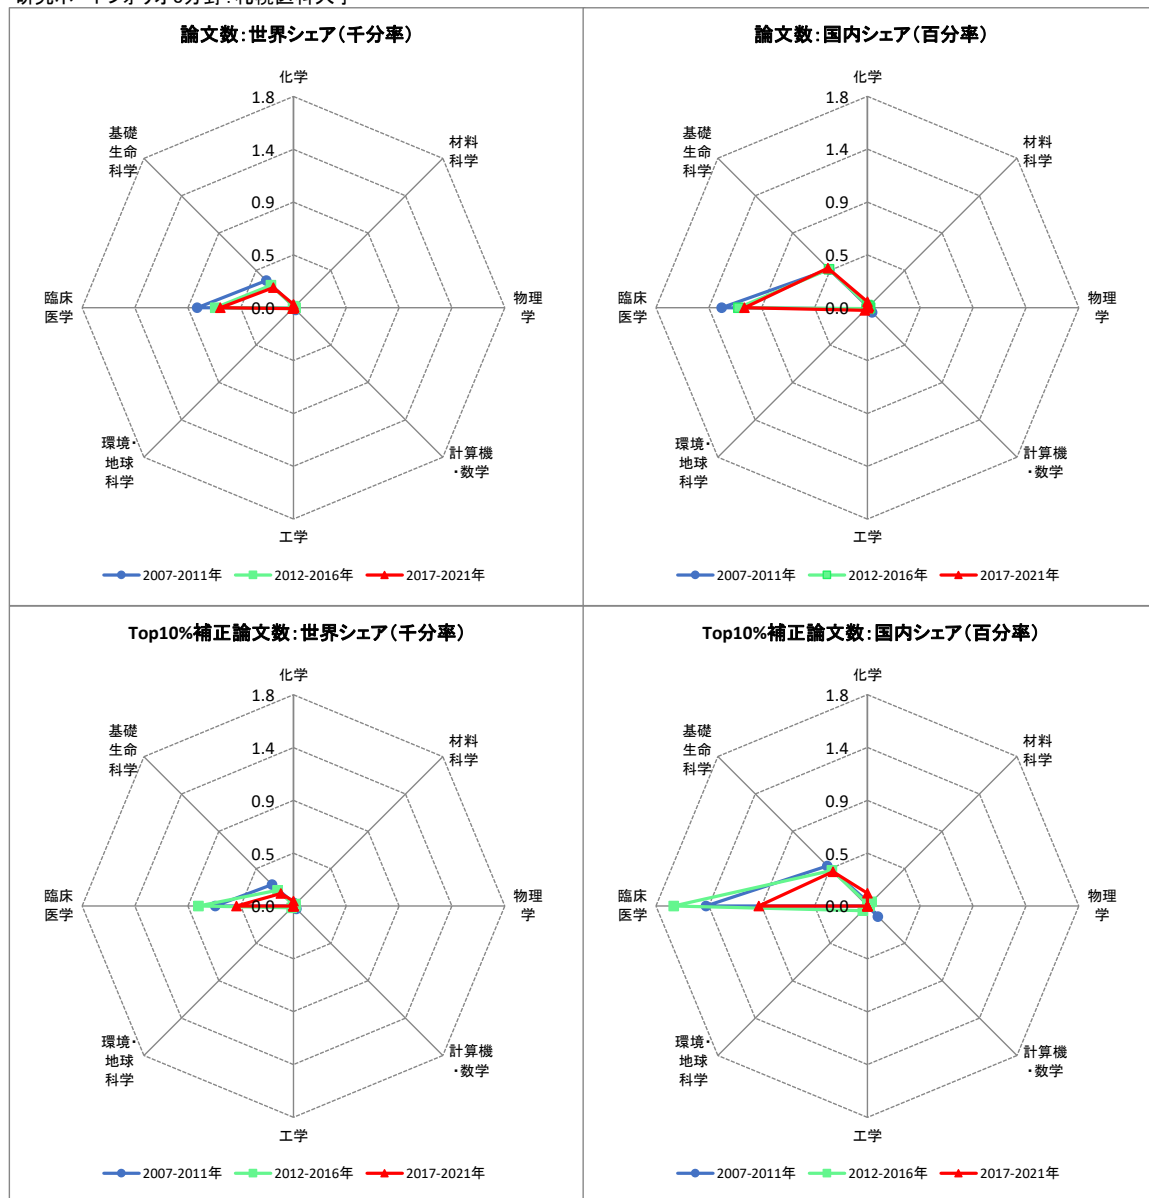 論文数：世界シェア（千分率）
化学
1.8
1.4
0.9
0.5
0.0
材料
科学
物理
学
計算機
・数学
工学
環境・
地球
科学
臨床
医学
基礎
生命
科学
2007-2011年 2012-2016年 2017-2021年
論文数：国内シェア（百分率）
化学
1.8
1.4
0.9
0.5
0.0
材料
科学
物理
学
計算機
・数学
工学
環境・
地球
科学
臨床
医学
基礎
生命
科学
2007-2011年 2012-2016年 2017-2021年
Top10%補正論文数：世界シェア（千分率）
化学
1.8
1.4
0.9
0.5
0.0
材料
科学
物理
学
計算機
・数学
工学
環境・
地球
科学
臨床
医学
基礎
生命
科学
2007-2011年 2012-2016年 2017-2021年
Top10%補正論文数：国内シェア（百分率）
化学
1.8
1.4
0.9
0.5
0.0
材料
科学
物理
学
計算機
・数学
工学
環境・
地球
科学
臨床
医学
基礎
生命
科学
2007-2011年 2012-2016年 2017-2021年